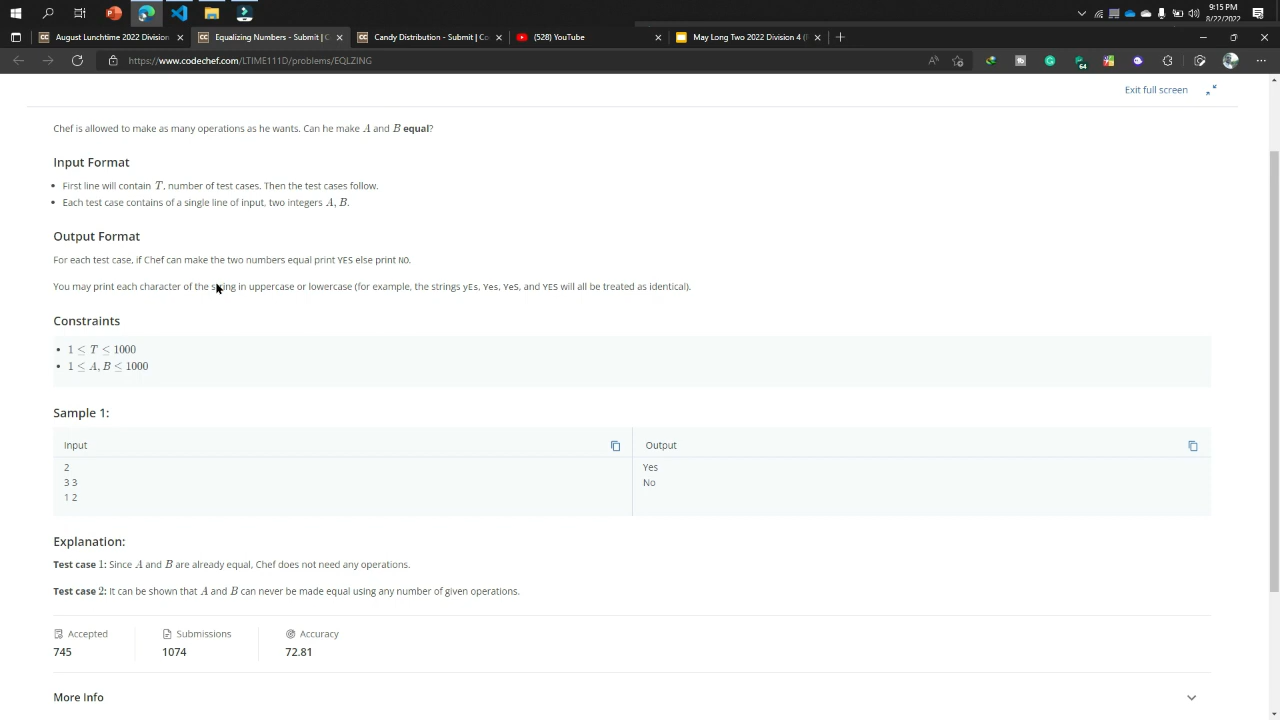 9:15 PM
8/22/2022
August Lunchtime 2022 Division
Equalizing Numbers - Submit | C
Candy Distribution - Submit | Co
(528) YouTube
May Long Two 2022 Division 4 (
https://www.codechef.com/LTIME111D/problems/EQLZING
Exit full screen
Chef is allowed to make as many operations as he wants. Can he make A and B equal?
Input Format
• First line will contain T, number of test cases. Then the test cases follow.
• Each test case contains of a single line of input, two integers A, B.
Output Format
For each test case, if Chef can make the two numbers equal print YES else print NO.
You may print each character of the string in uppercase or lowercase (for example, the strings yEs, Yes, YeS, and YES will all be treated as identical).
Constraints
• 1 ≤ T ≤ 1000
• 1 ≤ A, B ≤ 1000
Sample 1:
Input
Output
2
3 3
1 2
Yes
No
Explanation:
Test case 1: Since A and B are already equal, Chef does not need any operations.
Test case 2: It can be shown that A and B can never be made equal using any number of given operations.
Accepted
745
Submissions
1074
Accuracy
72.81
More Info